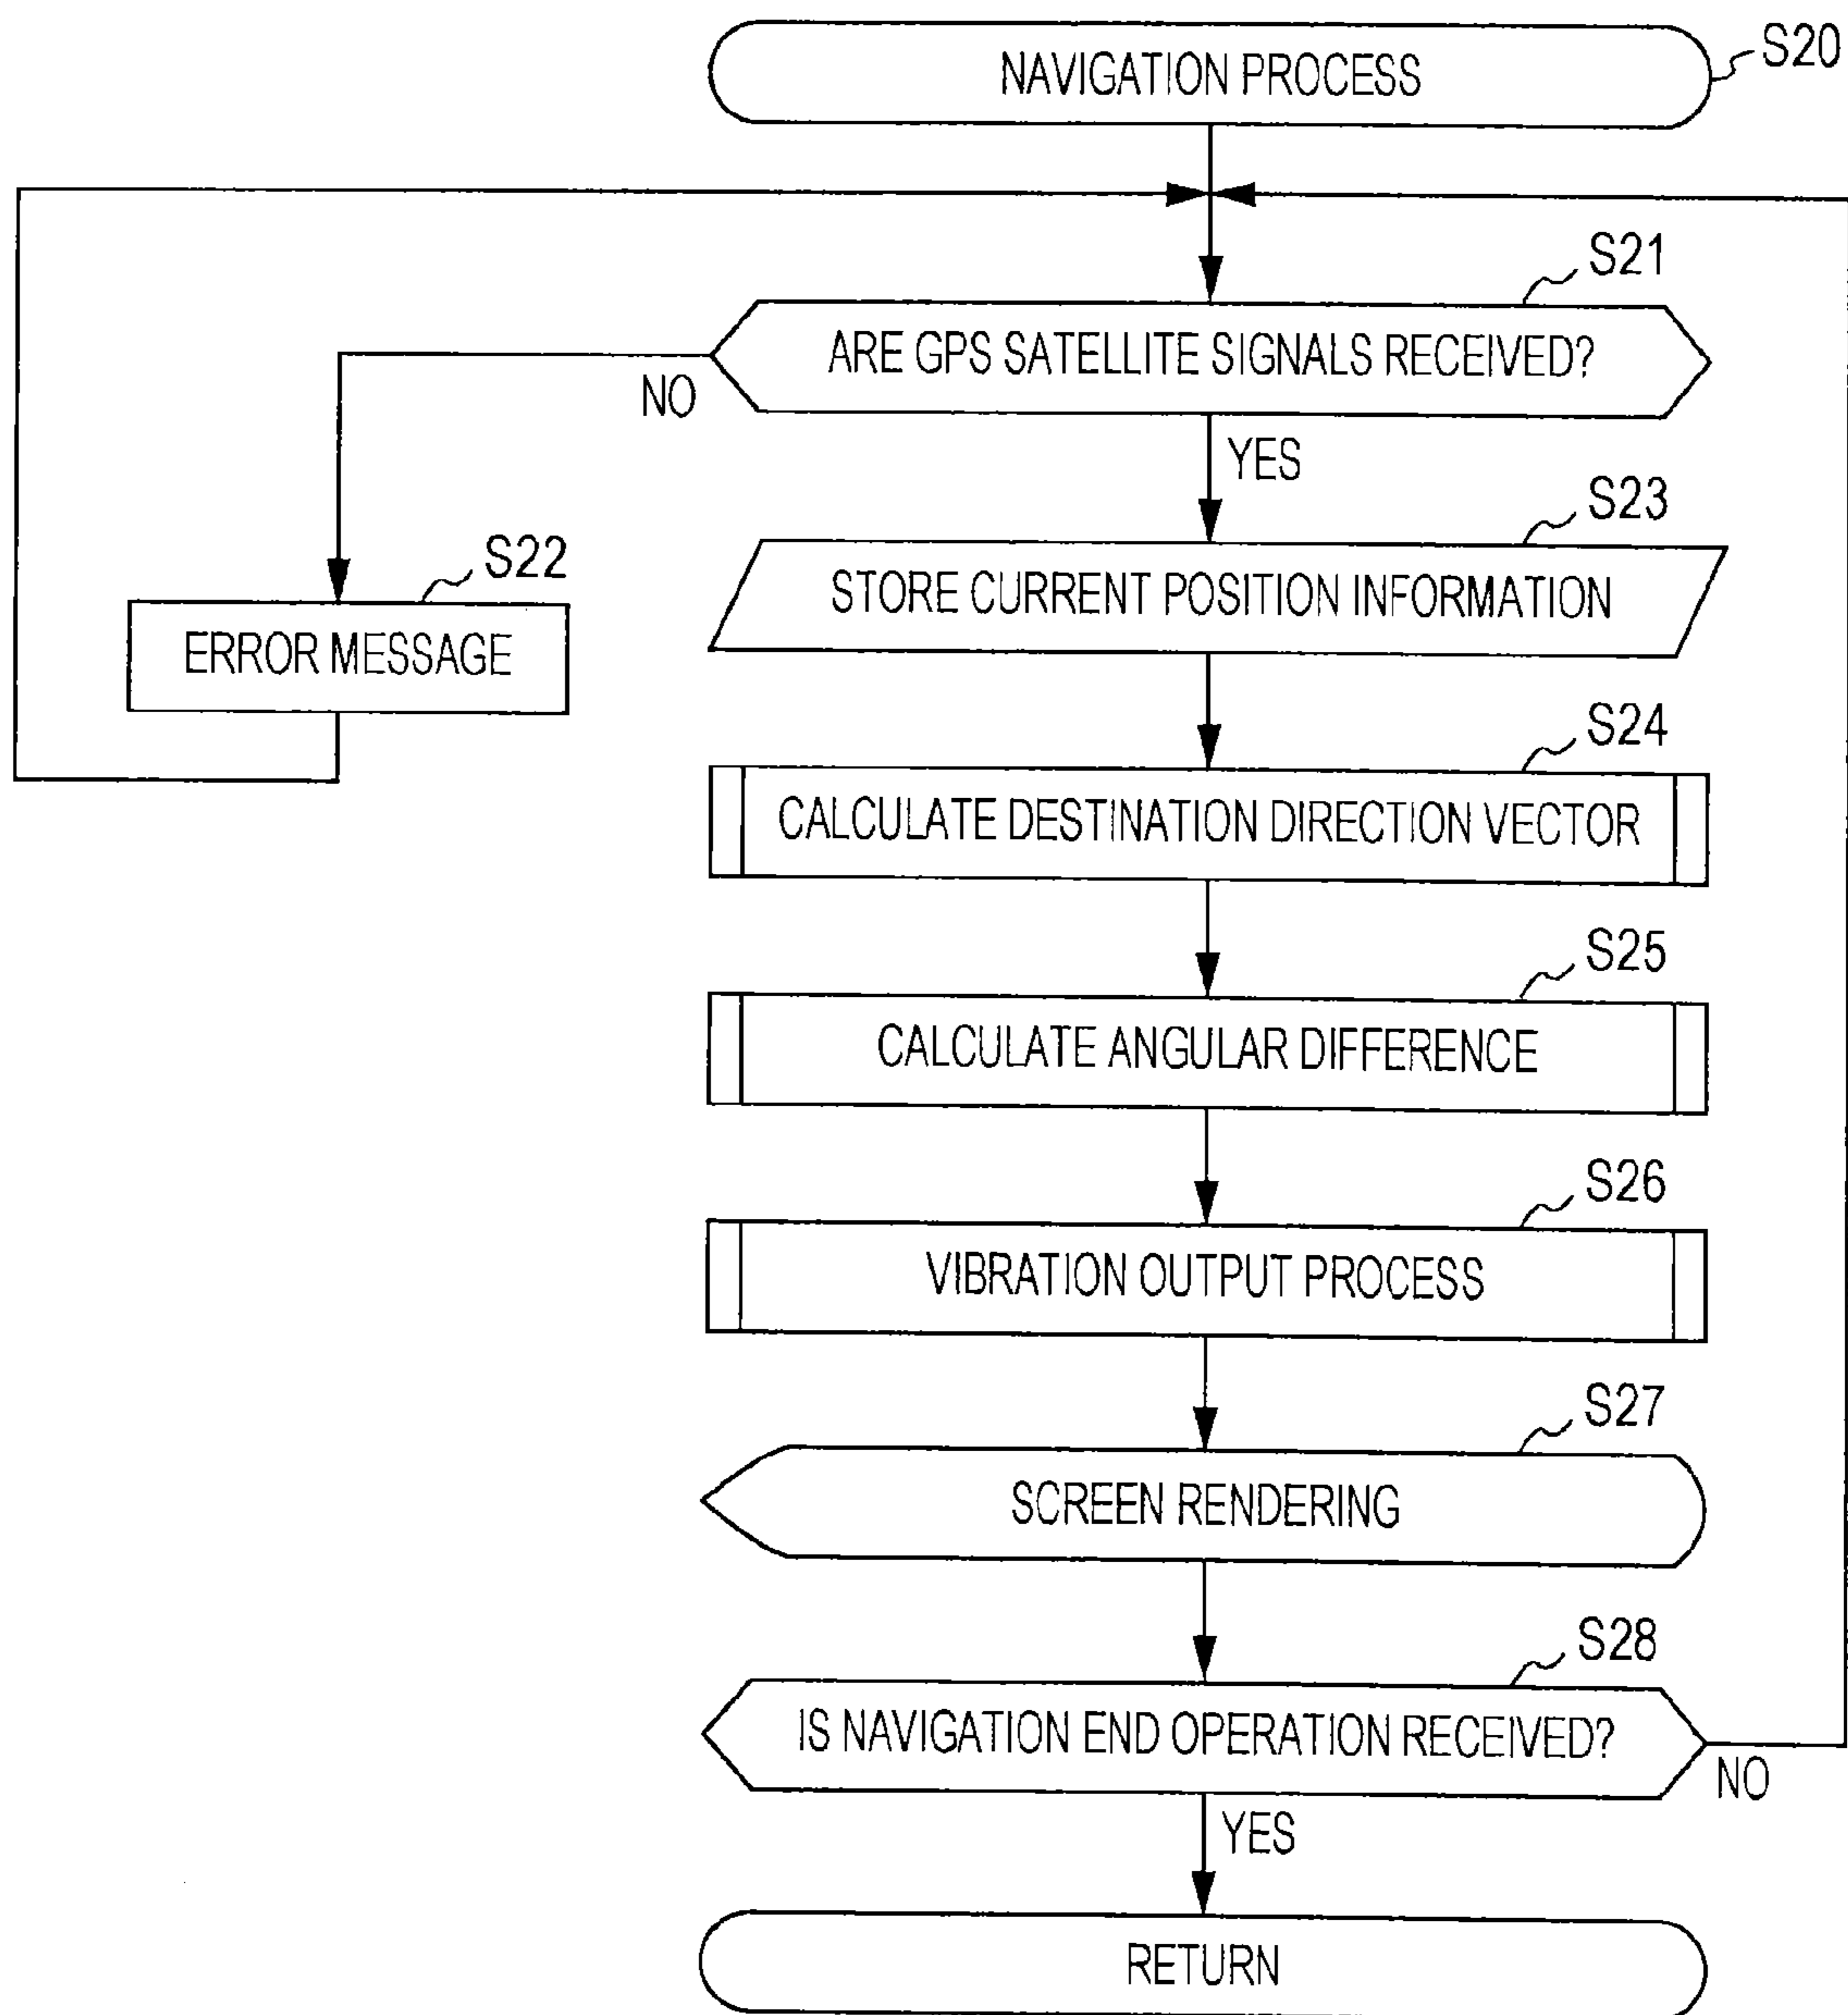 NAVIGATION PROCESS
S20
S21
ARE GPS SATELLITE SIGNALS RECEIVED?
NO
YES
S23
STORE CURRENT POSITION INFORMATION
S22
ERROR MESSAGE
S24
CALCULATE DESTINATION DIRECTION VECTOR
S25
CALCULATE ANGULAR DIFFERENCE
S26
VIBRATION OUTPUT PROCESS
S27
SCREEN RENDERING
S28
IS NAVIGATION END OPERATION RECEIVED?
NO
YES
RETURN